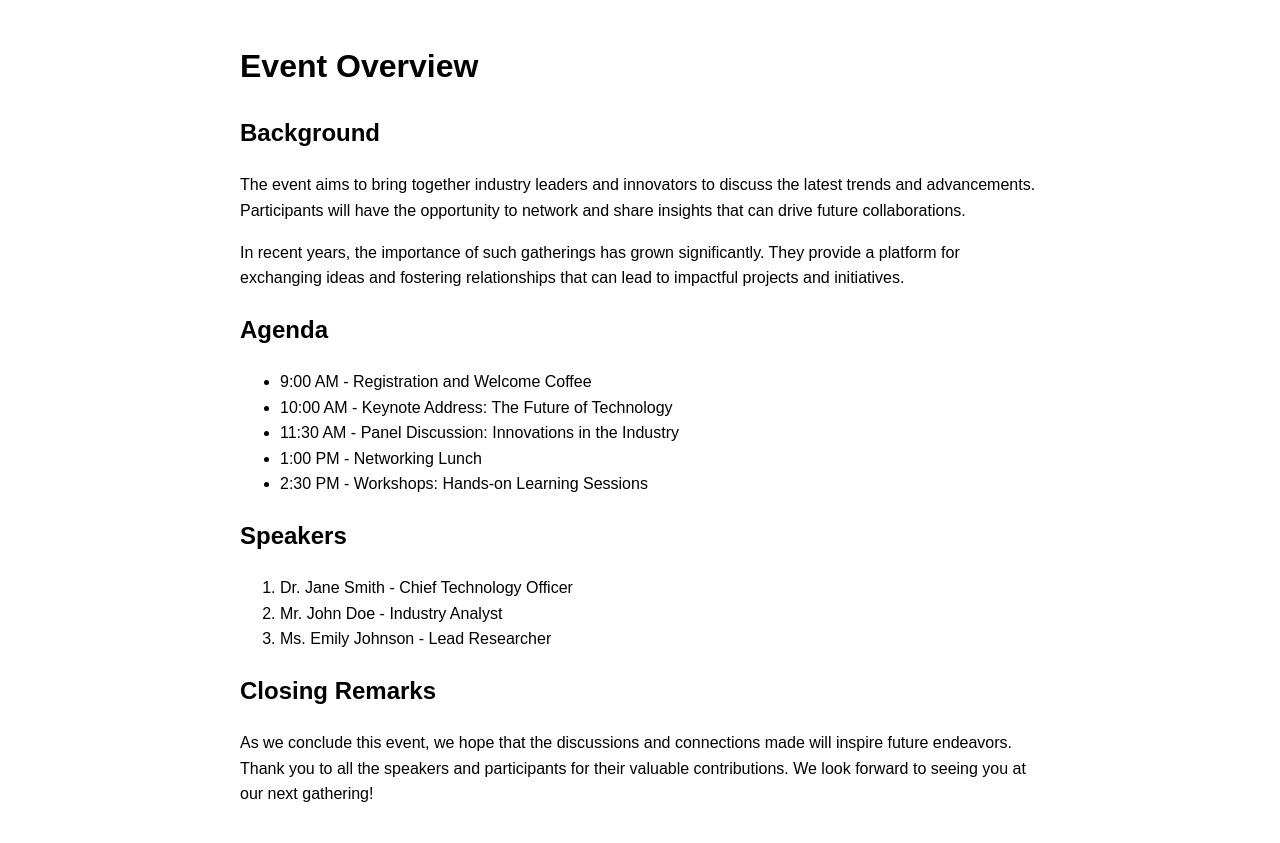 Event Overview
Background
The event aims to bring together industry leaders and innovators to discuss the latest trends and advancements.
Participants will have the opportunity to network and share insights that can drive future collaborations.
In recent years, the importance of such gatherings has grown significantly. They provide a platform for
exchanging ideas and fostering relationships that can lead to impactful projects and initiatives.
Agenda
• 9:00 AM - Registration and Welcome Coffee
• 10:00 AM - Keynote Address: The Future of Technology
• 11:30 AM - Panel Discussion: Innovations in the Industry
• 1:00 PM - Networking Lunch
• 2:30 PM - Workshops: Hands-on Learning Sessions
Speakers
1. Dr. Jane Smith - Chief Technology Officer
2. Mr. John Doe - Industry Analyst
3. Ms. Emily Johnson - Lead Researcher
Closing Remarks
As we conclude this event, we hope that the discussions and connections made will inspire future endeavors.
Thank you to all the speakers and participants for their valuable contributions. We look forward to seeing you at
our next gathering!